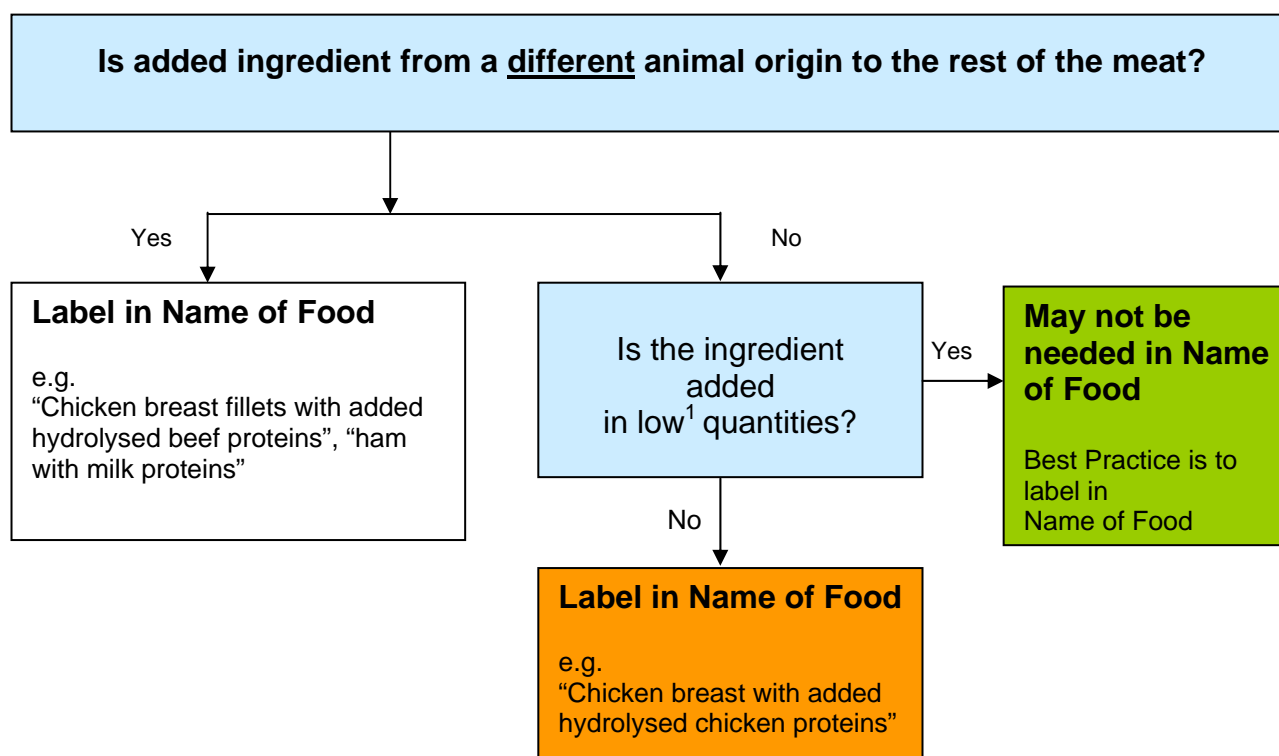 Is added ingredient from a different animal origin to the rest of the meat?
Yes
No
Label in Name of Food
e.g.
“Chicken breast fillets with added
hydrolysed beef proteins”, “ham
with milk proteins”
Is the ingredient
added
in low1 quantities?
Yes
May not be
needed in Name
of Food
Best Practice is to
label in
Name of Food
No
Label in Name of Food
e.g.
“Chicken breast with added
hydrolysed chicken proteins”